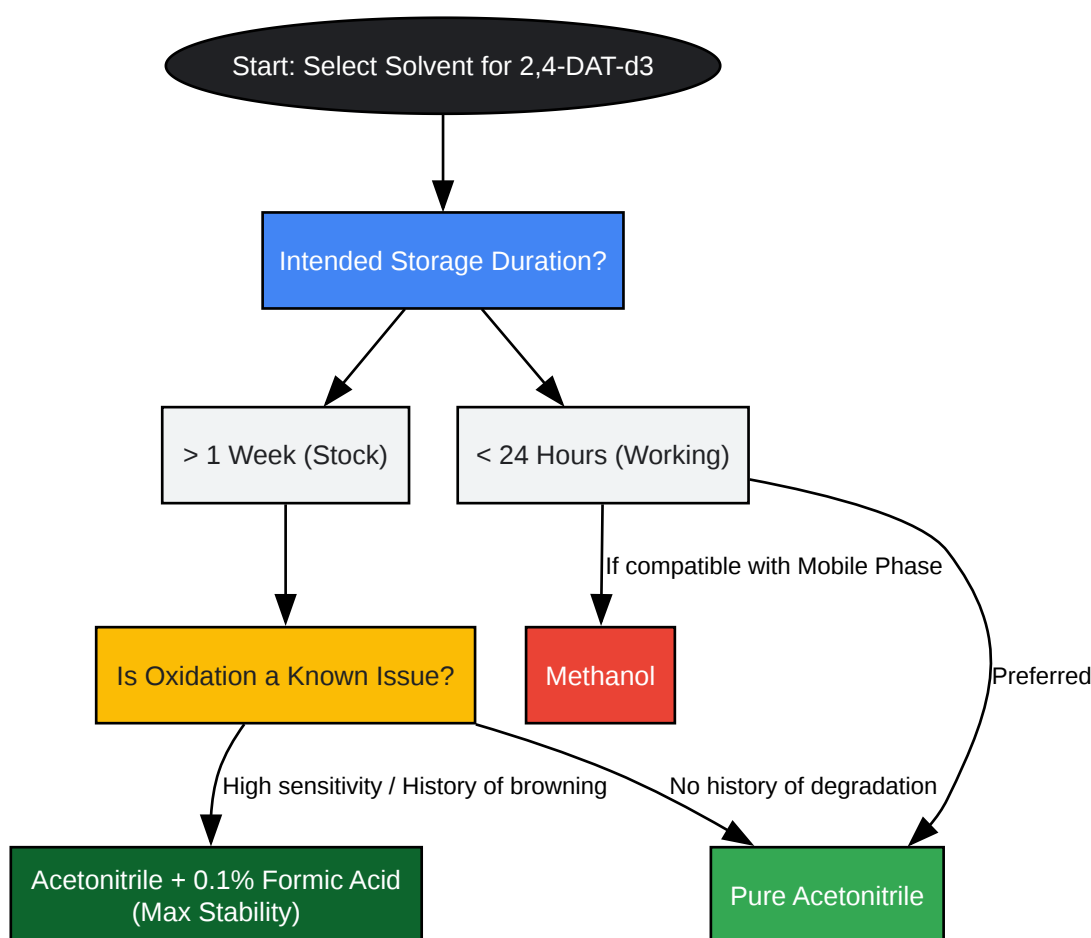 Start: Select Solvent for 2,4-DAT-d3
Intended Storage Duration?
> 1 Week (Stock)
< 24 Hours (Working)
If compatible with Mobile Phase
Is Oxidation a Known Issue?
Methanol
Preferred
High sensitivity / History of browning
No history of degradation
Acetonitrile + 0.1% Formic Acid
(Max Stability)
Pure Acetonitrile